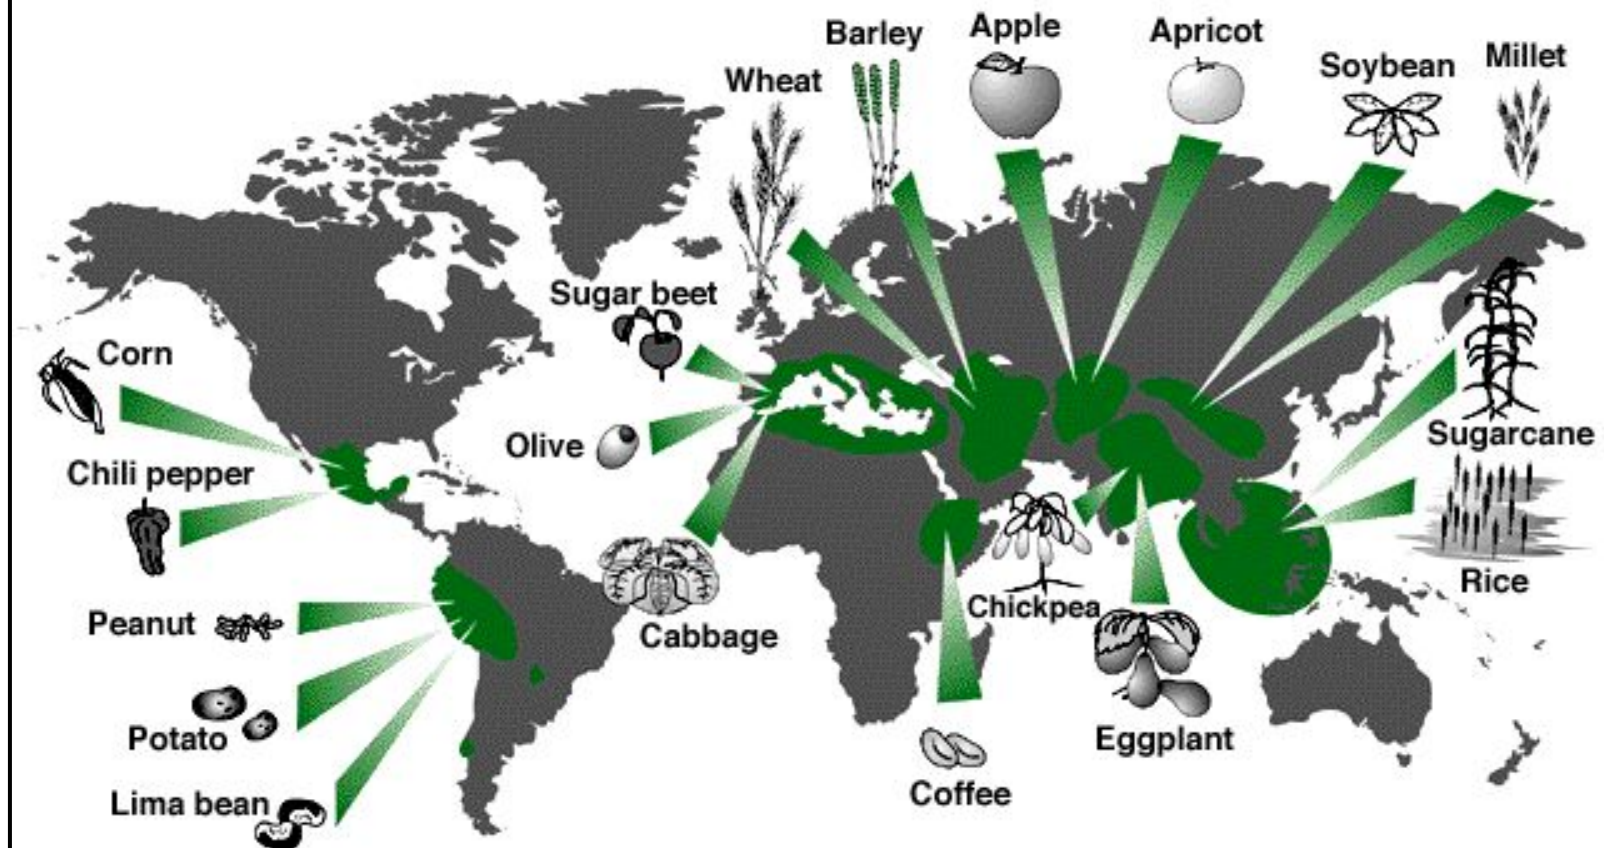 Barley
Apple
Apricot
Soybean
Millet
Wheat
Sugar beet
Corn
Sugarcane
Olive
Chili pepper
Rice
Chickpea
Peanut
Cabbage
Potato
Eggplant
Coffee
Lima bean